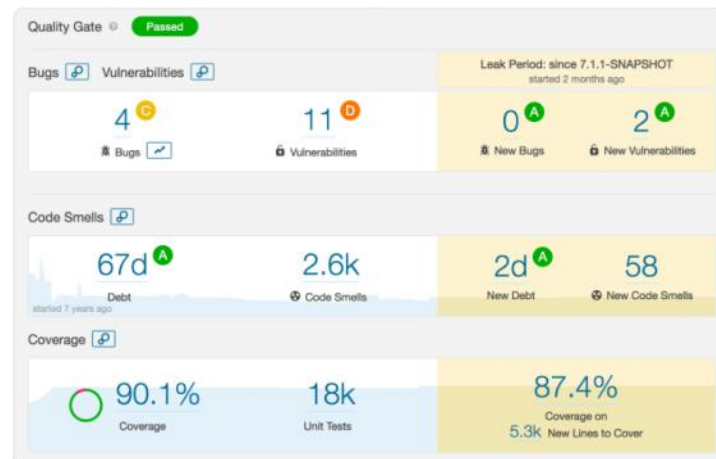 Quality Gate Passed
Leak Period: since 7.1.1-SNAPSHOT
started 2 months ago
Bugs Vulnerabilities
4 C 11 D 0 A 2 A
Bugs Vulnerabilities New Bugs New Vulnerabilities
Code Smells
67d A 2.6k 2d A 58
Debt Code Smells New Debt New Code Smells
started 7 years ago
Coverage
90.1% 18k 87.4%
Coverage Unit Tests Coverage on
5.3k New Lines to Cover